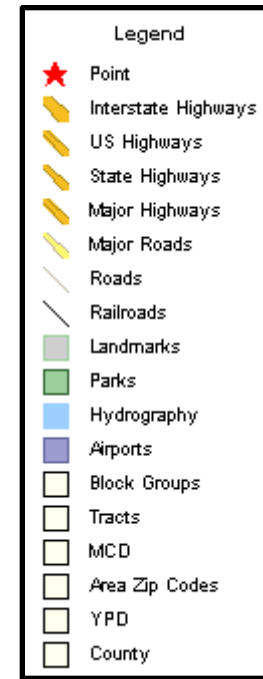 Legend
Point
Interstate Highways
US Highways
State Highways
Major Highways
Major Roads
Roads
Railroads
Landmarks
Parks
Hydrography
Airports
Block Groups
Tracts
MCD
Area Zip Codes
YPD
County